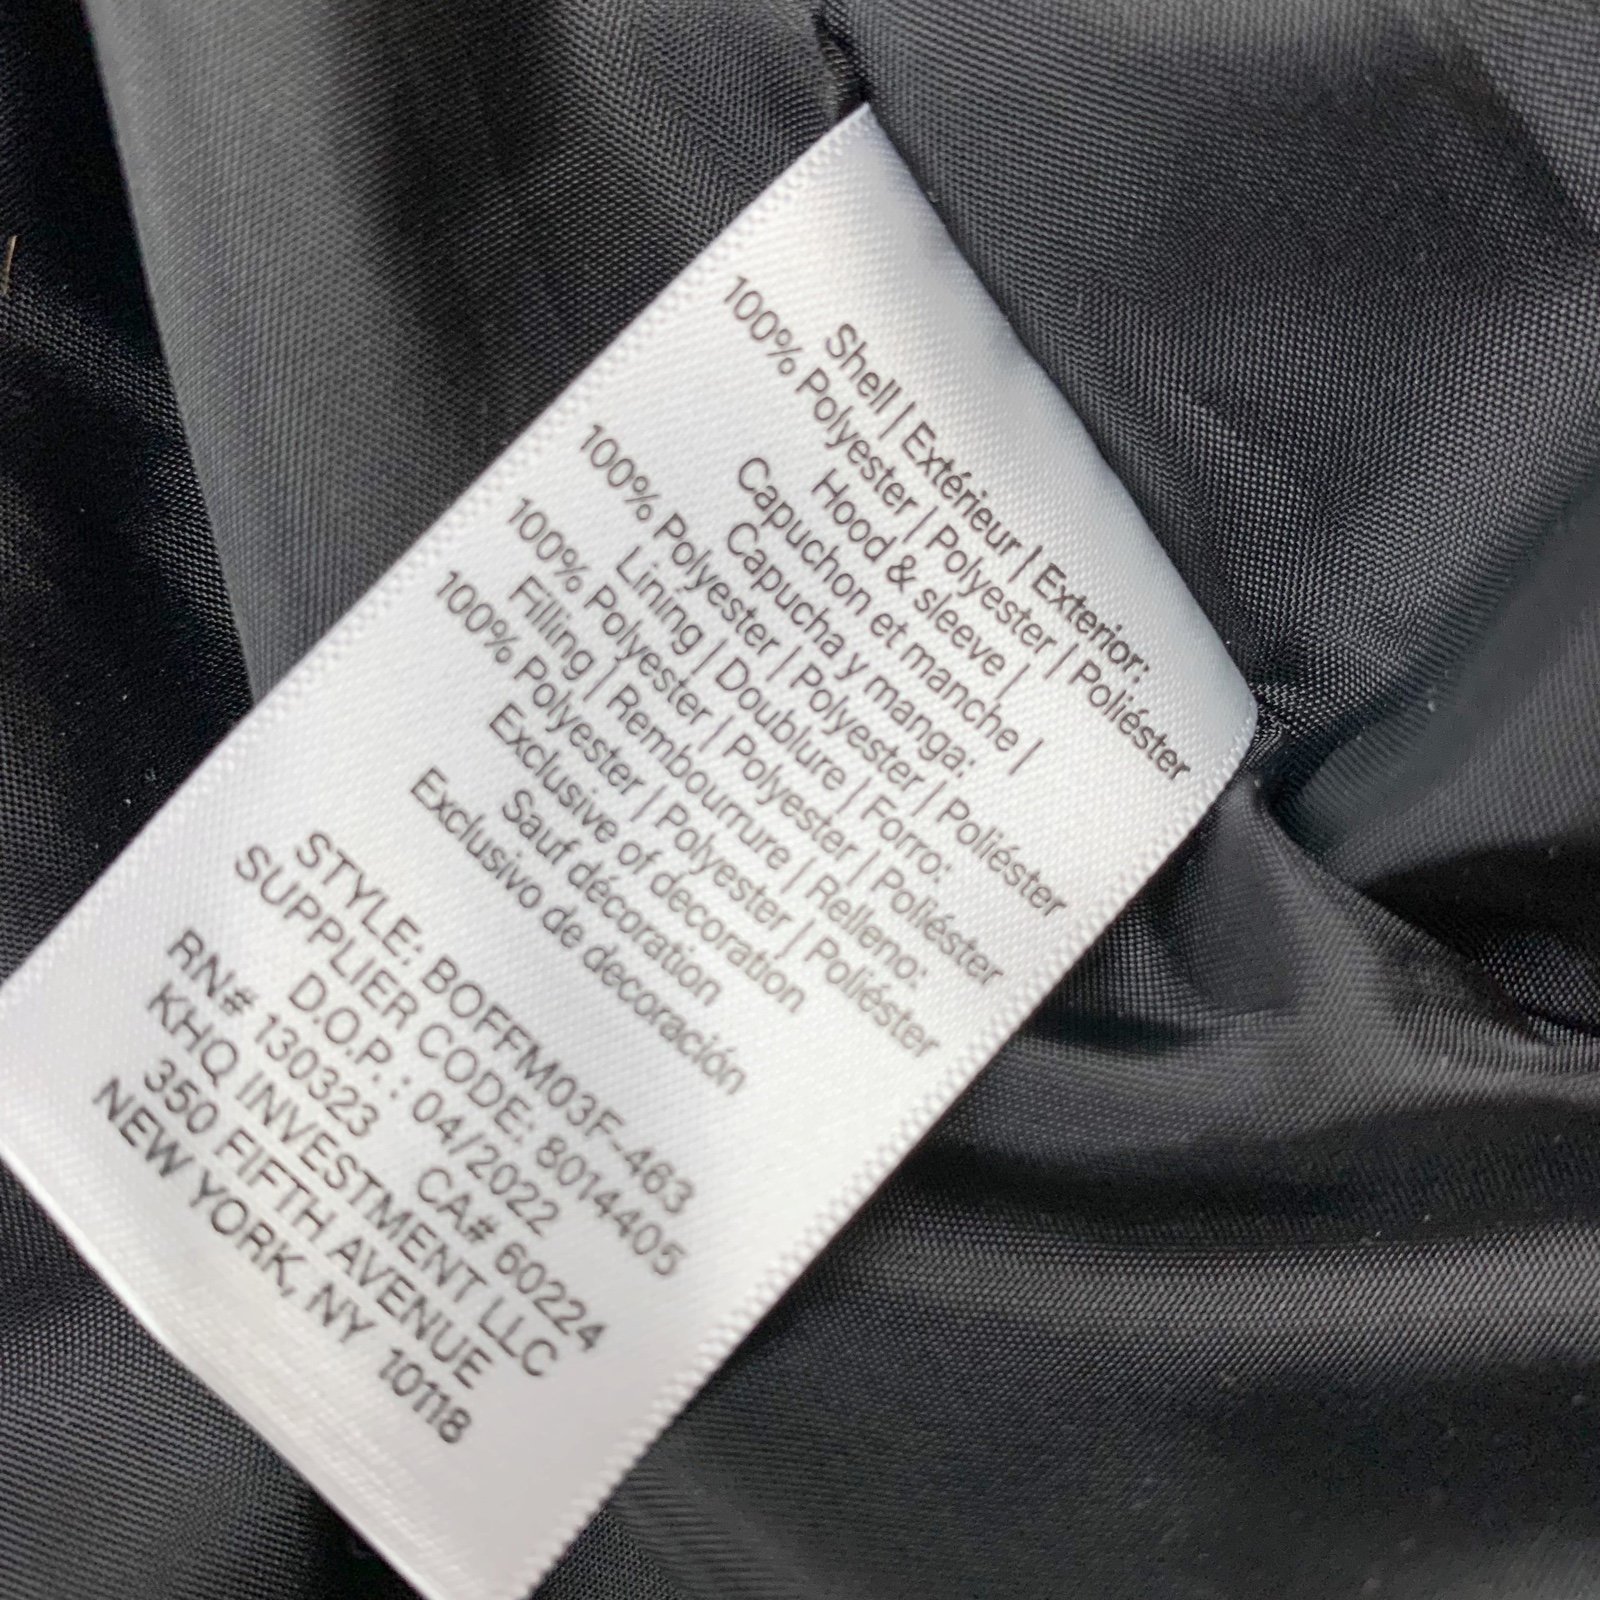 Shell | Extérieur | Exterior:
100% Polyester | Polyester | Poliéster
Hood & sleeve |
Capuchon et manche |
Capucha y manga:
100% Polyester | Polyester | Poliéster
Lining | Doublure | Forro:
100% Polyester | Polyester | Poliéster
Filling | Rembourrure | Relleno:
100% Polyester | Polyester | Poliéster
Exclusive of decoration
Sauf décoration
Exclusivo de decoración
STYLE: BOFFM03F-463
SUPPLIER CODE: 8014405
D.O.P. : 04/2022
RN# 130323 CA# 60224
KHQ INVESTMENT LLC
350 FIFTH AVENUE
NEW YORK, NY 10118